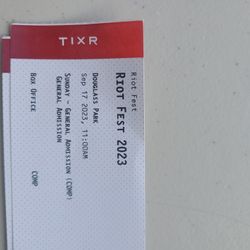 TIXR
Riot Fest
RIOT FEST 2023
DOUGLASS PARK
Sep 17 2023, 11:00AM
SUNDAY - GENERAL ADMISSION (COMP)
GENERAL ADMISSION
BOX OFFICE
COMP